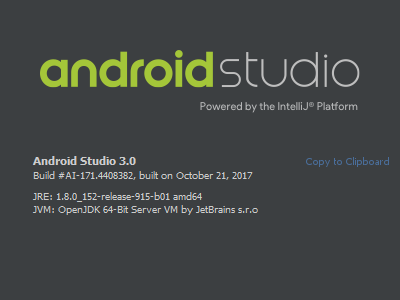 androidstudio
Powered by the IntelliJ® Platform
Android Studio 3.0
Copy to Clipboard
Build #AI-171.4408382, built on October 21, 2017
JRE: 1.8.0_152-release-915-b01 amd64
JVM: OpenJDK 64-Bit Server VM by JetBrains s.r.o